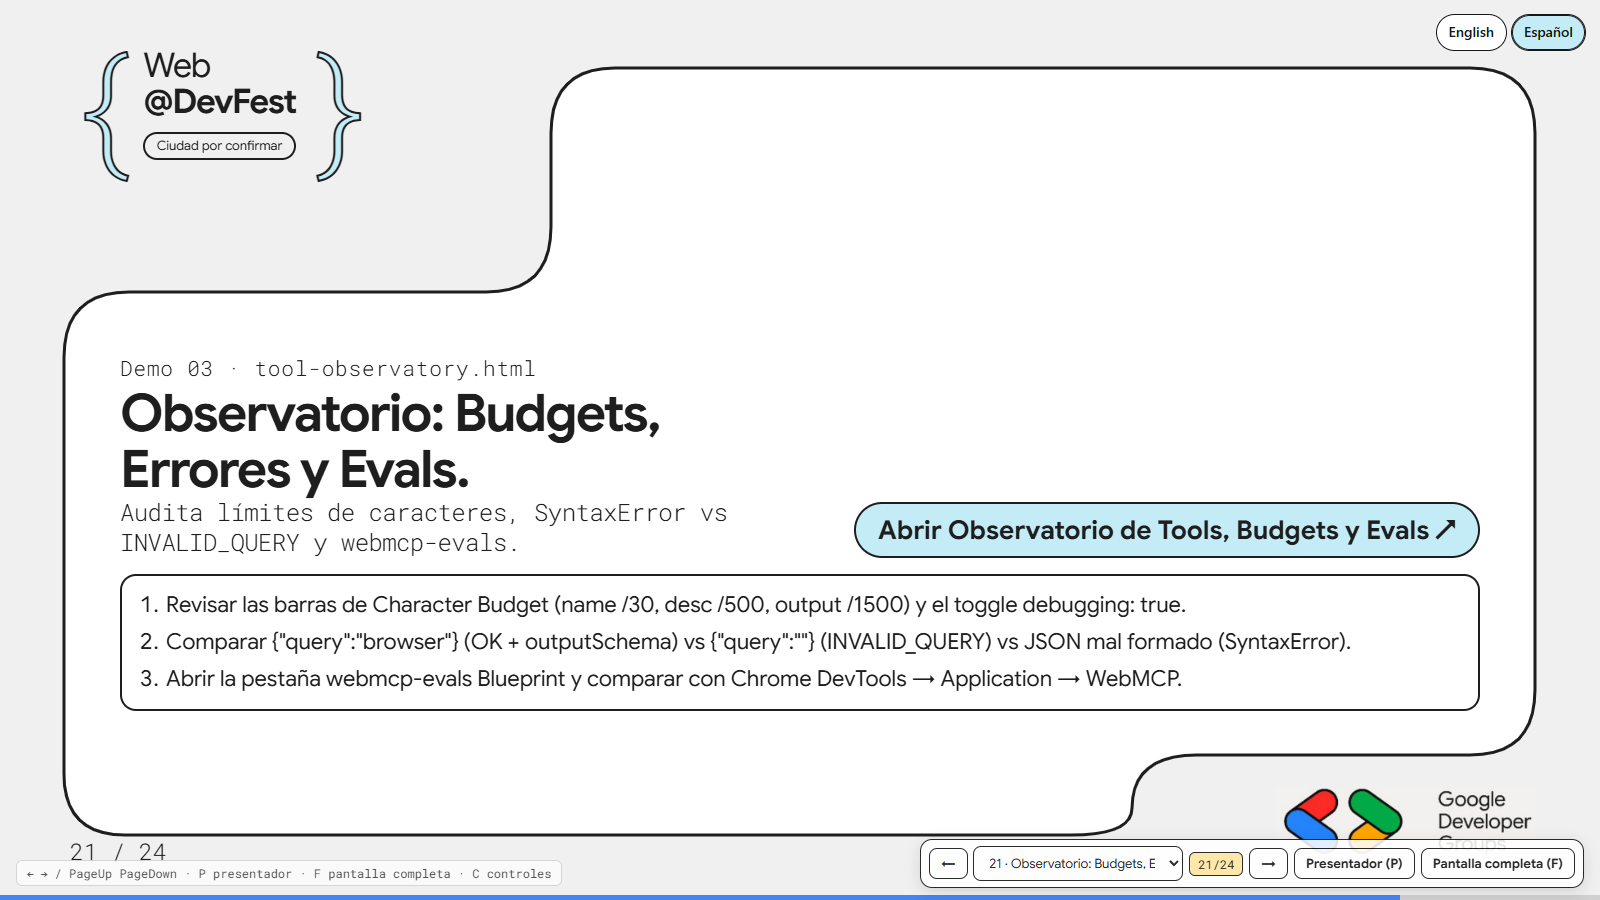 English
Español
Web
@DevFest
Ciudad por confirmar
Demo 03 · tool-observatory.html
Observatorio: Budgets,
Errores y Evals.
Audita límites de caracteres, SyntaxError vs
INVALID_QUERY y webmcp-evals.
Abrir Observatorio de Tools, Budgets y Evals ↗
1. Revisar las barras de Character Budget (name /30, desc /500, output /1500) y el toggle debugging: true.
2. Comparar {"query":"browser"} (OK + outputSchema) vs {"query":""} (INVALID_QUERY) vs JSON mal formado (SyntaxError).
3. Abrir la pestaña webmcp-evals Blueprint y comparar con Chrome DevTools → Application → WebMCP.
Google
Developer
Groups
21 / 24
← → / PageUp PageDown · P presentador · F pantalla completa · C controles
←
21 · Observatorio: Budgets, E
21/24
→
Presentador (P)
Pantalla completa (F)